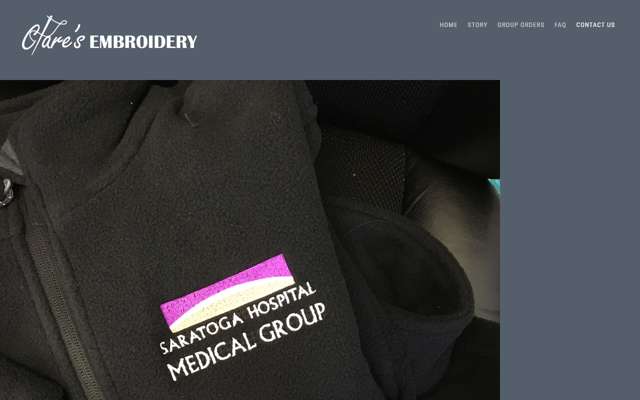 Clare's EMBROIDERY
HOME STORY GROUP ORDERS FAQ CONTACT US
SARATOGA HOSPITAL
MEDICAL GROUP